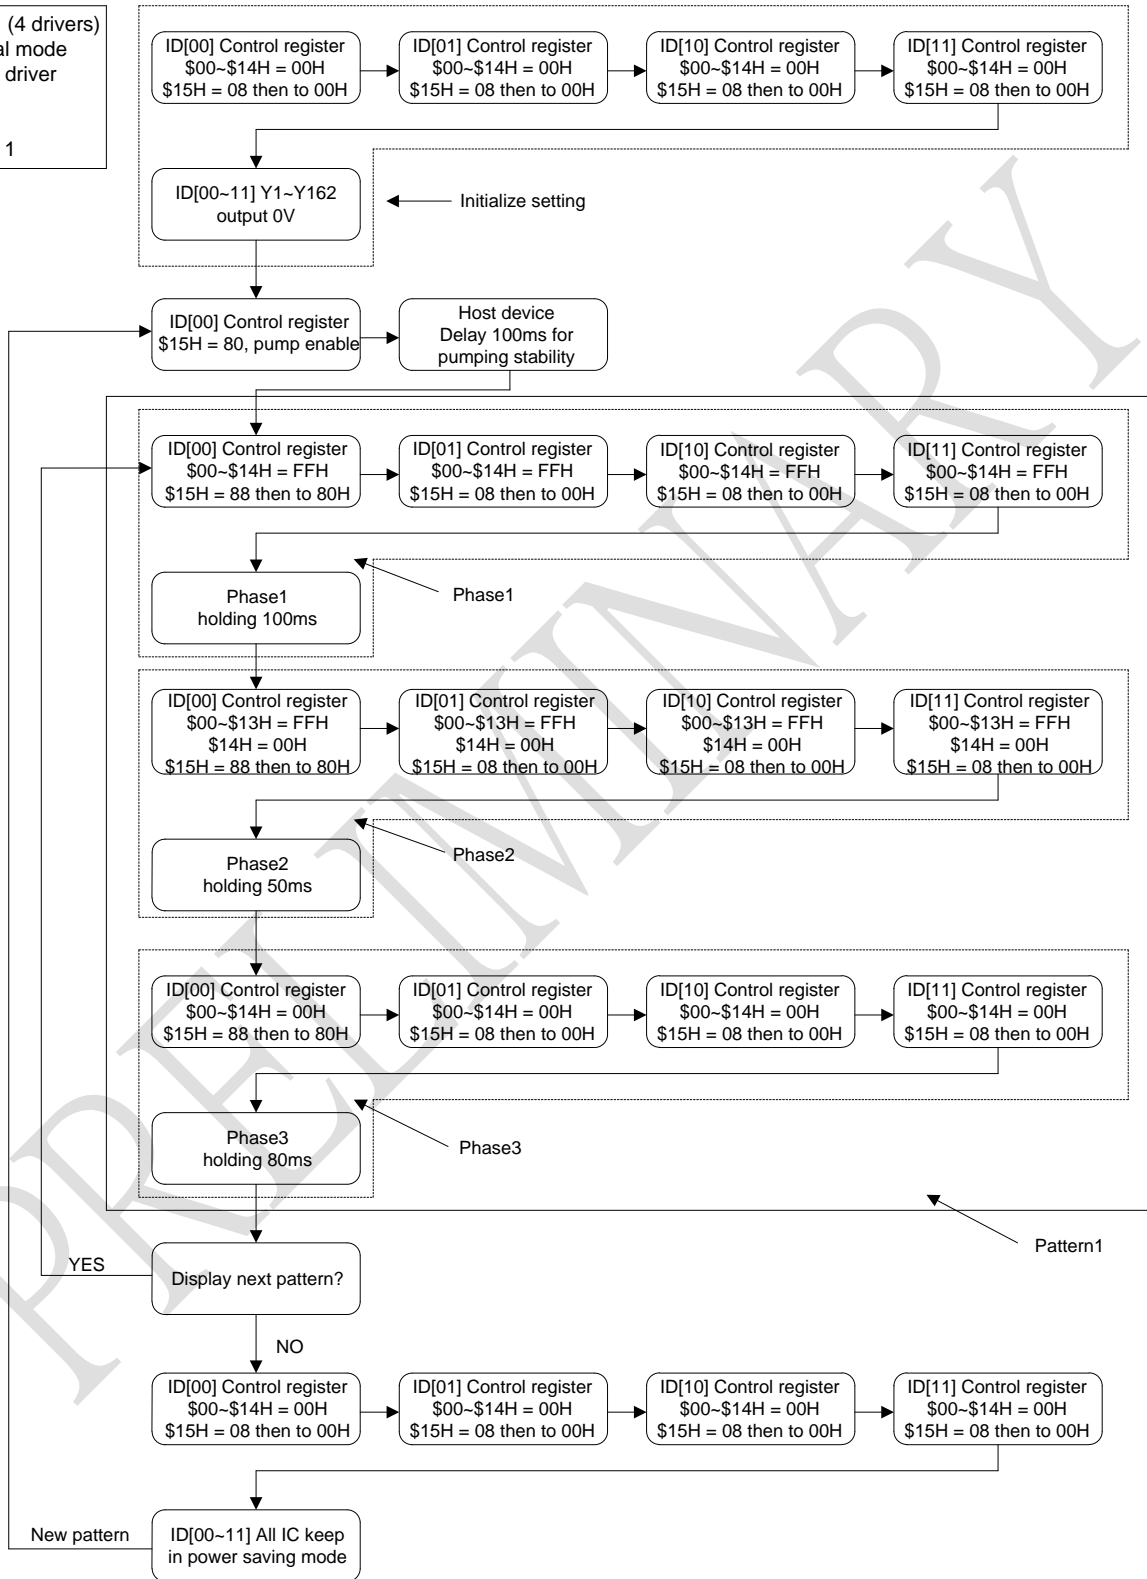 (4 drivers)
al mode
driver
1
ID[00] Control register
$00~$14H = 00H
$15H = 08 then to 00H
ID[01] Control register
$00~$14H = 00H
$15H = 08 then to 00H
ID[10] Control register
$00~$14H = 00H
$15H = 08 then to 00H
ID[11] Control register
$00~$14H = 00H
$15H = 08 then to 00H
ID[00~11] Y1~Y162
output 0V
Initialize setting
ID[00] Control register
$15H = 80, pump enable
Host device
Delay 100ms for
pumping stability
ID[00] Control register
$00~$14H = FFH
$15H = 88 then to 80H
ID[01] Control register
$00~$14H = FFH
$15H = 08 then to 00H
ID[10] Control register
$00~$14H = FFH
$15H = 08 then to 00H
ID[11] Control register
$00~$14H = FFH
$15H = 08 then to 00H
Phase1
holding 100ms
Phase1
ID[00] Control register
$00~$13H = FFH
$14H = 00H
$15H = 88 then to 80H
ID[01] Control register
$00~$13H = FFH
$14H = 00H
$15H = 08 then to 00H
ID[10] Control register
$00~$13H = FFH
$14H = 00H
$15H = 08 then to 00H
ID[11] Control register
$00~$13H = FFH
$14H = 00H
$15H = 08 then to 00H
Phase2
holding 50ms
Phase2
ID[00] Control register
$00~$14H = 00H
$15H = 88 then to 80H
ID[01] Control register
$00~$14H = 00H
$15H = 08 then to 00H
ID[10] Control register
$00~$14H = 00H
$15H = 08 then to 00H
ID[11] Control register
$00~$14H = 00H
$15H = 08 then to 00H
Phase3
holding 80ms
Phase3
Pattern1
YES
Display next pattern?
NO
ID[00] Control register
$00~$14H = 00H
$15H = 08 then to 00H
ID[01] Control register
$00~$14H = 00H
$15H = 08 then to 00H
ID[10] Control register
$00~$14H = 00H
$15H = 08 then to 00H
ID[11] Control register
$00~$14H = 00H
$15H = 08 then to 00H
New pattern
ID[00~11] All IC keep
in power saving mode
PRELIMINARY